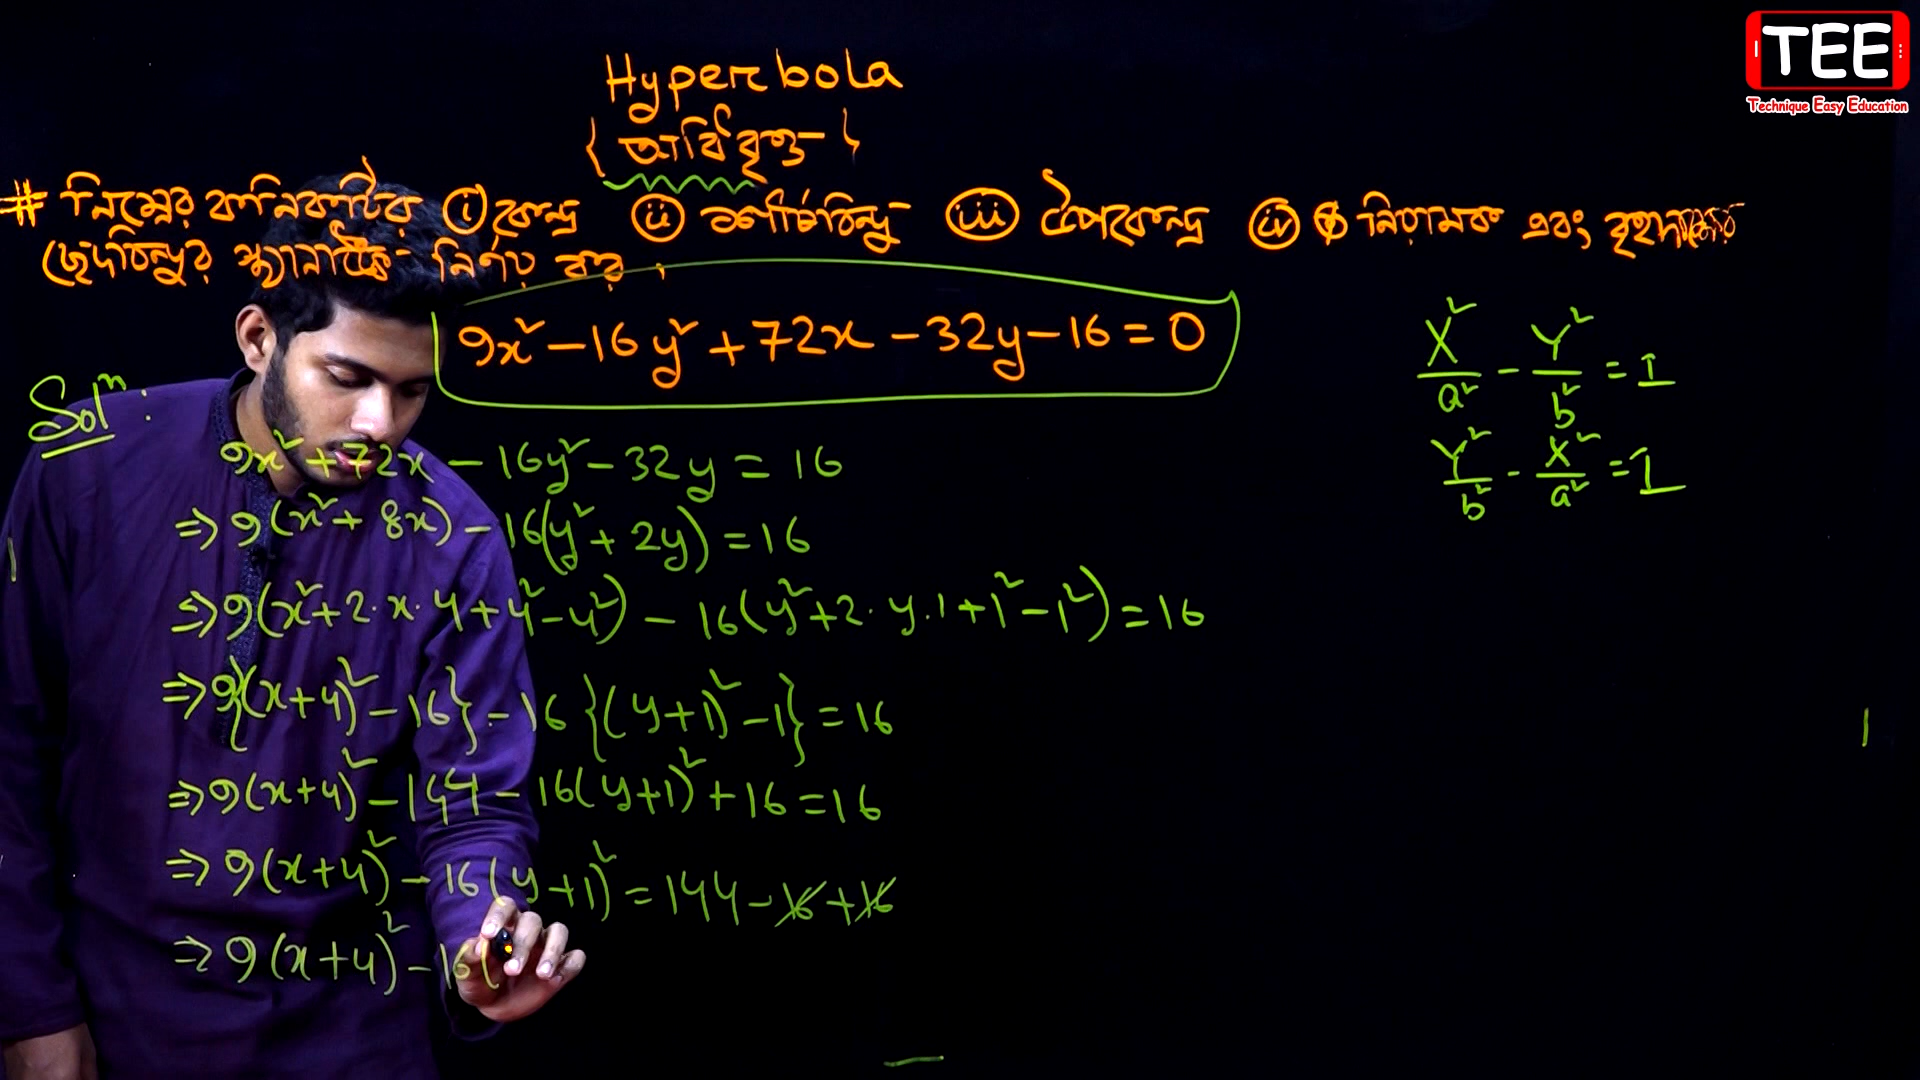 TEE
Technique Easy Education
Hyperbola
{ অধিবৃত্ত }
# নিম্নের কনিকটির (i) কেন্দ্র (ii) শীর্ষবিন্দু (iii) উপকেন্দ্র (iv) নিয়ামক এবং
ছেদবিন্দুর স্থানাঙ্ক নির্ণয় কর ।
9x² - 16y² + 72x - 32y - 16 = 0
X²/a² - Y²/b² = 1
Y²/b² - X²/a² = 1
Solⁿ :
9x² + 72x - 16y² - 32y = 16
⇒ 9(x² + 8x) - 16(y² + 2y) = 16
⇒ 9(x² + 2·x·4 + 4² - 4²) - 16(y² + 2·y·1 + 1² - 1²) = 16
⇒ 9{(x+4)² - 16} - 16{(y+1)² - 1} = 16
⇒ 9(x+4)² - 144 - 16(y+1)² + 16 = 16
⇒ 9(x+4)² - 16(y+1)² = 144 - 16 + 16
⇒ 9(x+4)² - 16(